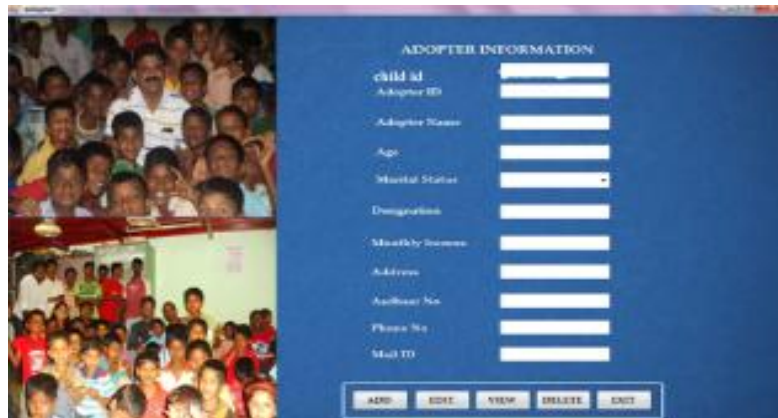 ADOPTER INFORMATION
child id
Adopter ID
Adopter Name
Age
Marital Status
Designation
Monthly Income
Address
Aadhaar No
Phone No
Mail ID
ADD EDIT VIEW DELETE EXIT